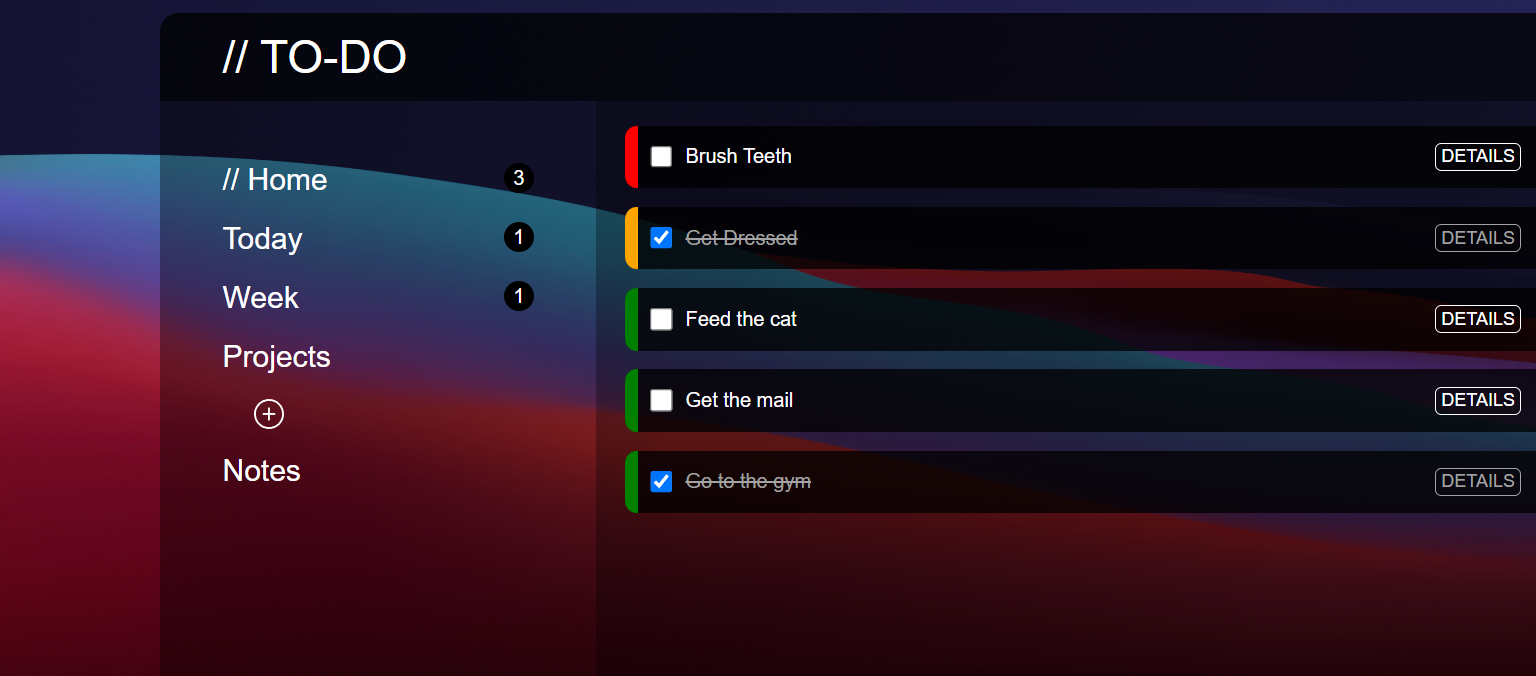 // TO-DO
// Home 3
Today 1
Week 1
Projects
Notes
Brush Teeth DETAILS
Get Dressed DETAILS
Feed the cat DETAILS
Get the mail DETAILS
Go to the gym DETAILS